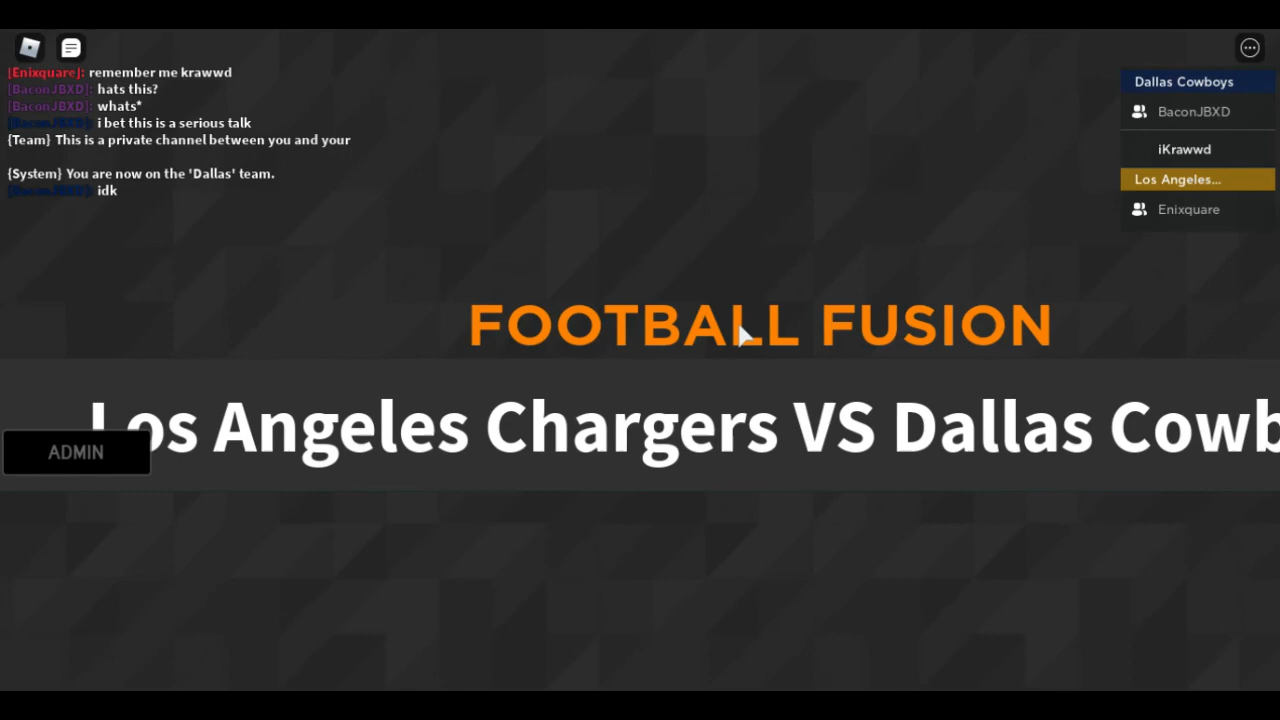 [Enixquare]: remember me krawwd
[BaconJBXD]: hats this?
[BaconJBXD]: whats*
[BaconJBXD]: i bet this is a serious talk
{Team} This is a private channel between you and your
{System} You are now on the 'Dallas' team.
[BaconJBXD]: idk
Dallas Cowboys
BaconJBXD
iKrawwd
Los Angeles...
Enixquare
FOOTBALL FUSION
Los Angeles Chargers VS Dallas Cowb
ADMIN